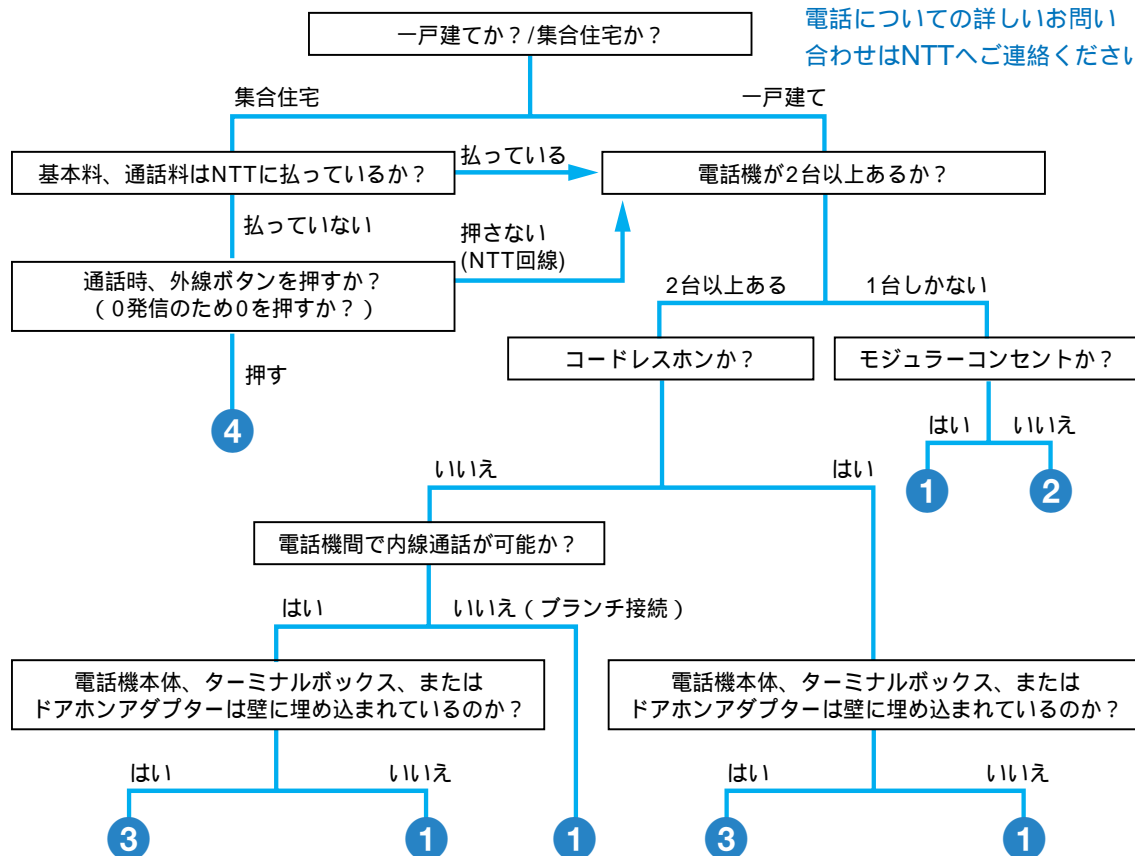 電話についての詳しいお問い
合わせはNTTへご連絡ください
一戸建てか？/集合住宅か？
集合住宅
一戸建て
基本料、通話料はNTTに払っているか？
払っている
電話機が2台以上あるか？
払っていない
押さない
(NTT回線)
通話時、外線ボタンを押すか？
（0発信のため0を押すか？）
2台以上ある
1台しかない
コードレスホンか？
モジュラーコンセントか？
押す
4
はい
いいえ
1
2
いいえ
はい
電話機間で内線通話が可能か？
はい
いいえ（ブランチ接続）
電話機本体、ターミナルボックス、または
ドアホンアダプターは壁に埋め込まれているのか？
電話機本体、ターミナルボックス、または
ドアホンアダプターは壁に埋め込まれているのか？
はい
いいえ
はい
いいえ
3
1
1
3
1